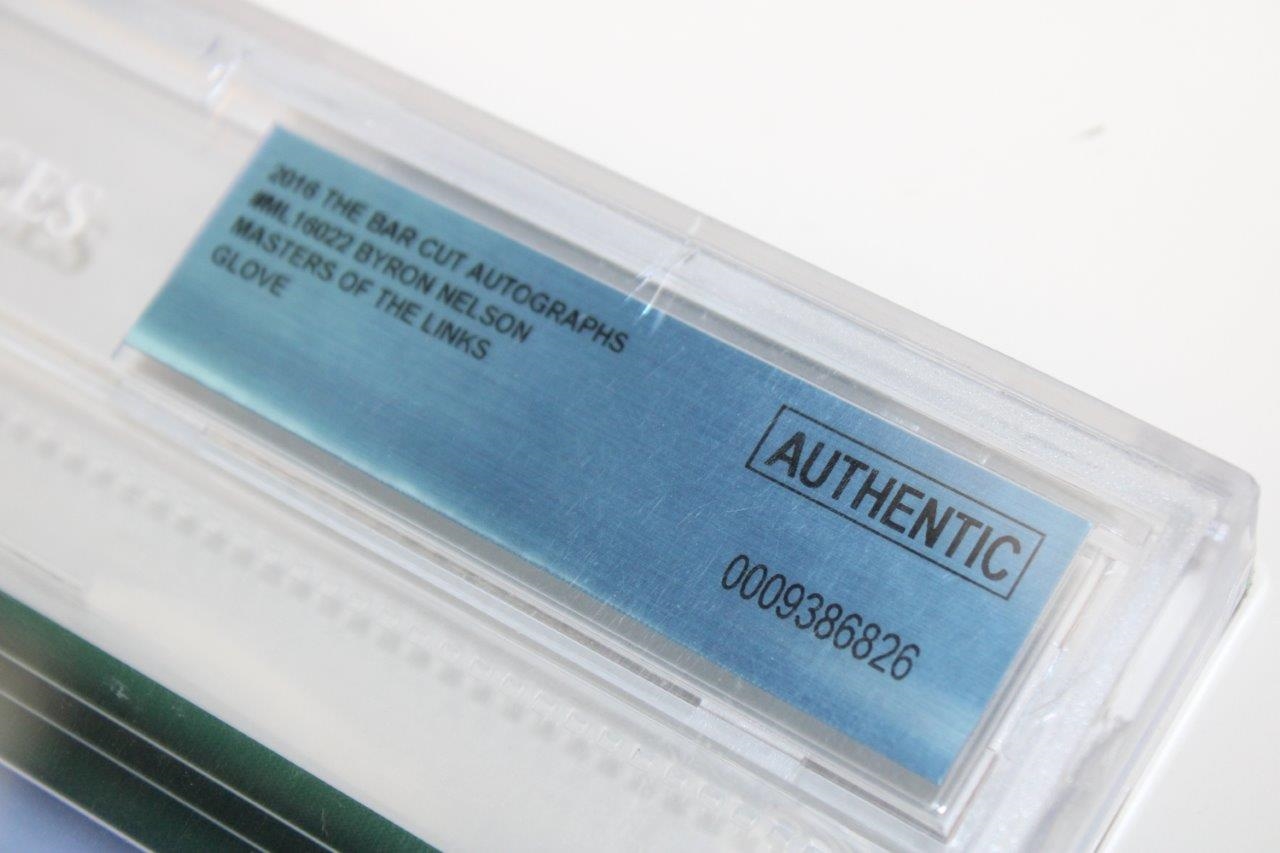 2016 THE BAR CUT AUTOGRAPHS
#ML16022 BYRON NELSON
MASTERS OF THE LINKS
GLOVE
AUTHENTIC
0009386826